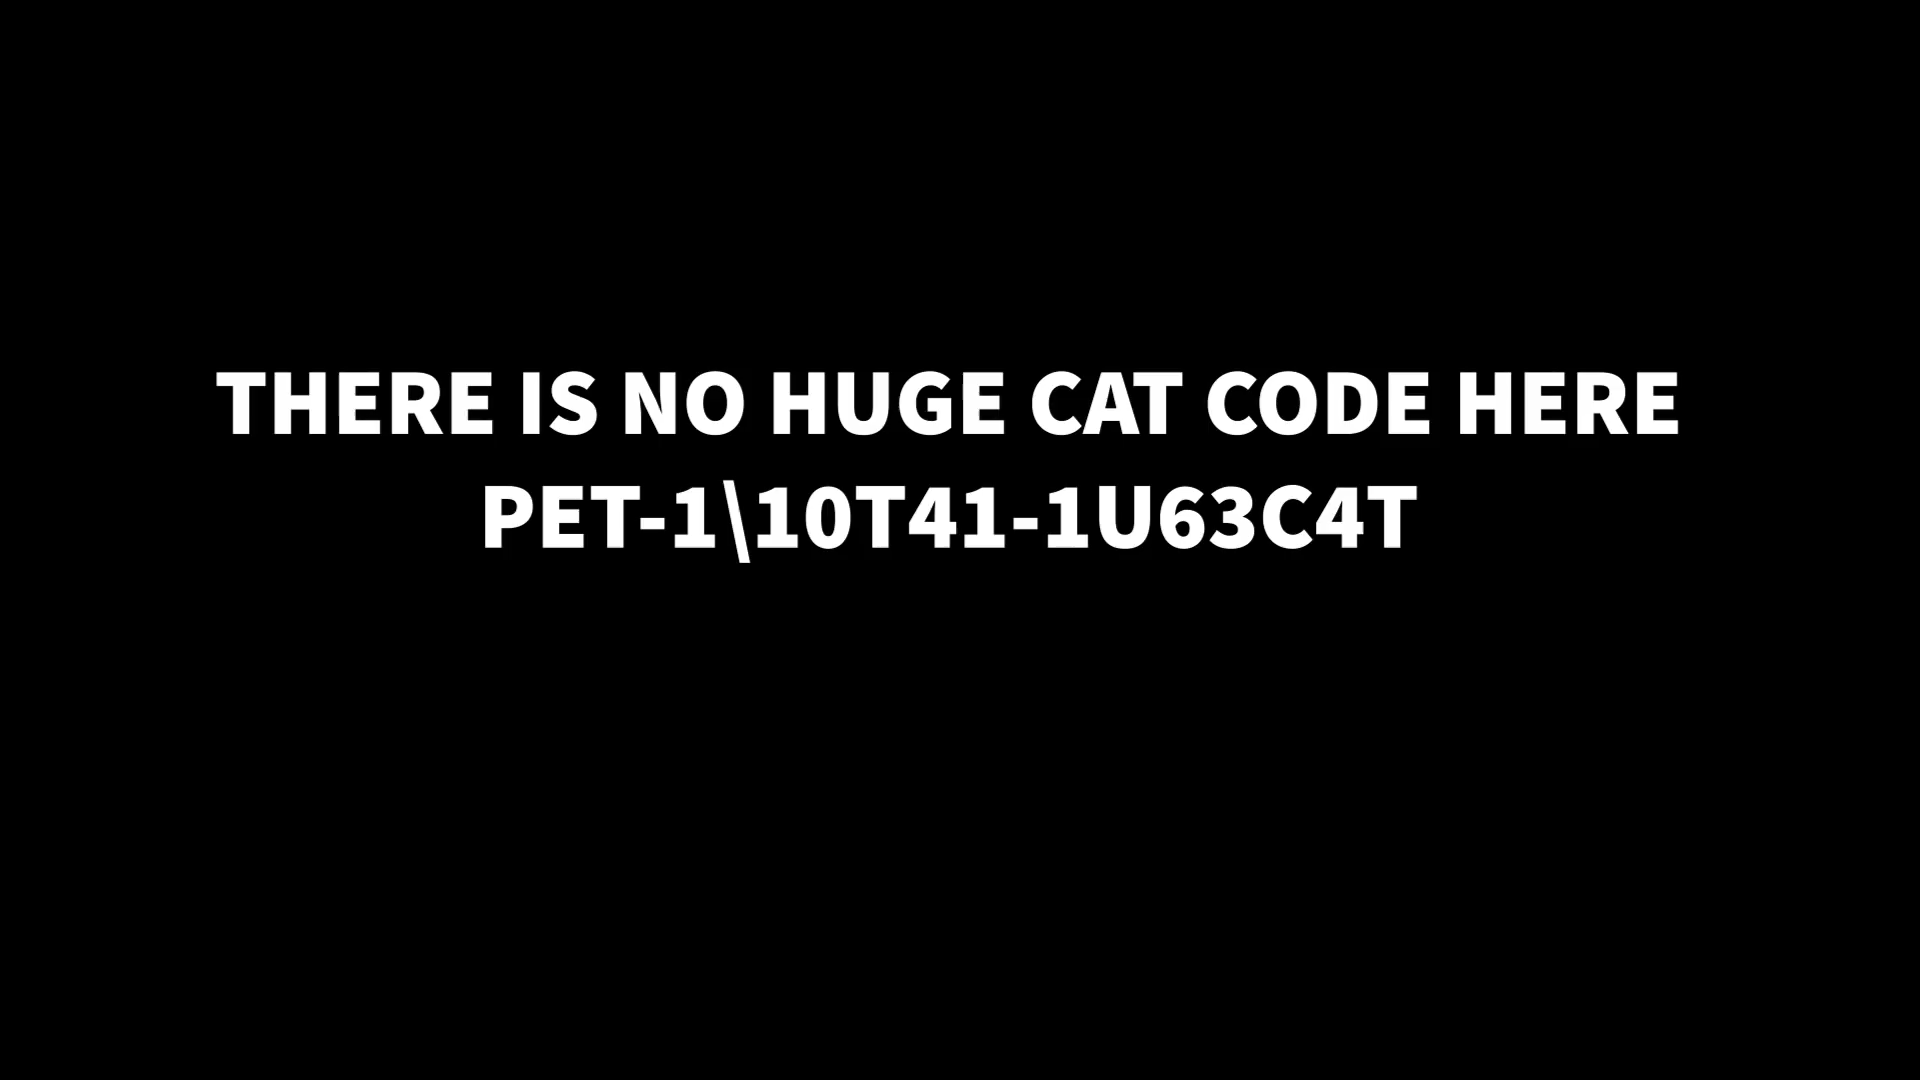 THERE IS NO HUGE CAT CODE HERE
PET-1\10T41-1U63C4T